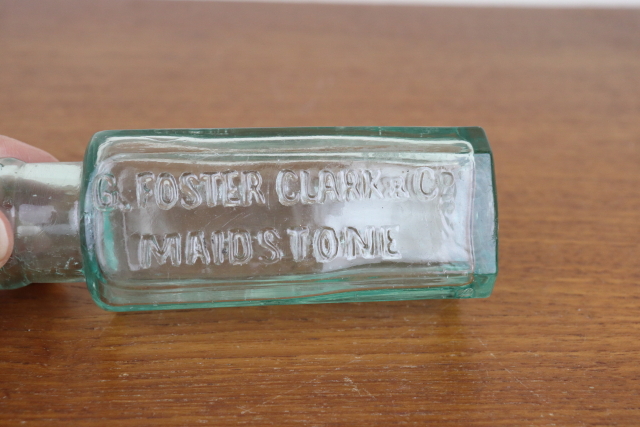 G. FOSTER CLARK & CO
MAIDSTONE